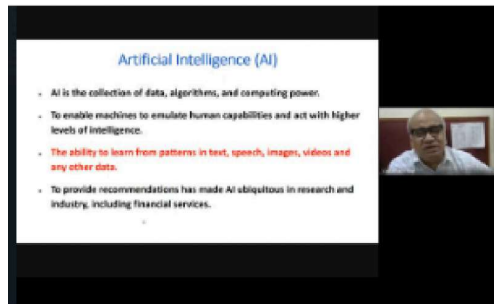 Artificial Intelligence (AI)
• AI is the collection of data, algorithms, and computing power.
• To enable machines to emulate human capabilities and act with higher
levels of intelligence.
• The ability to learn from patterns in text, speech, images, videos and
any other data.
• To provide recommendations has made AI ubiquitous in research and
industry, including financial services.